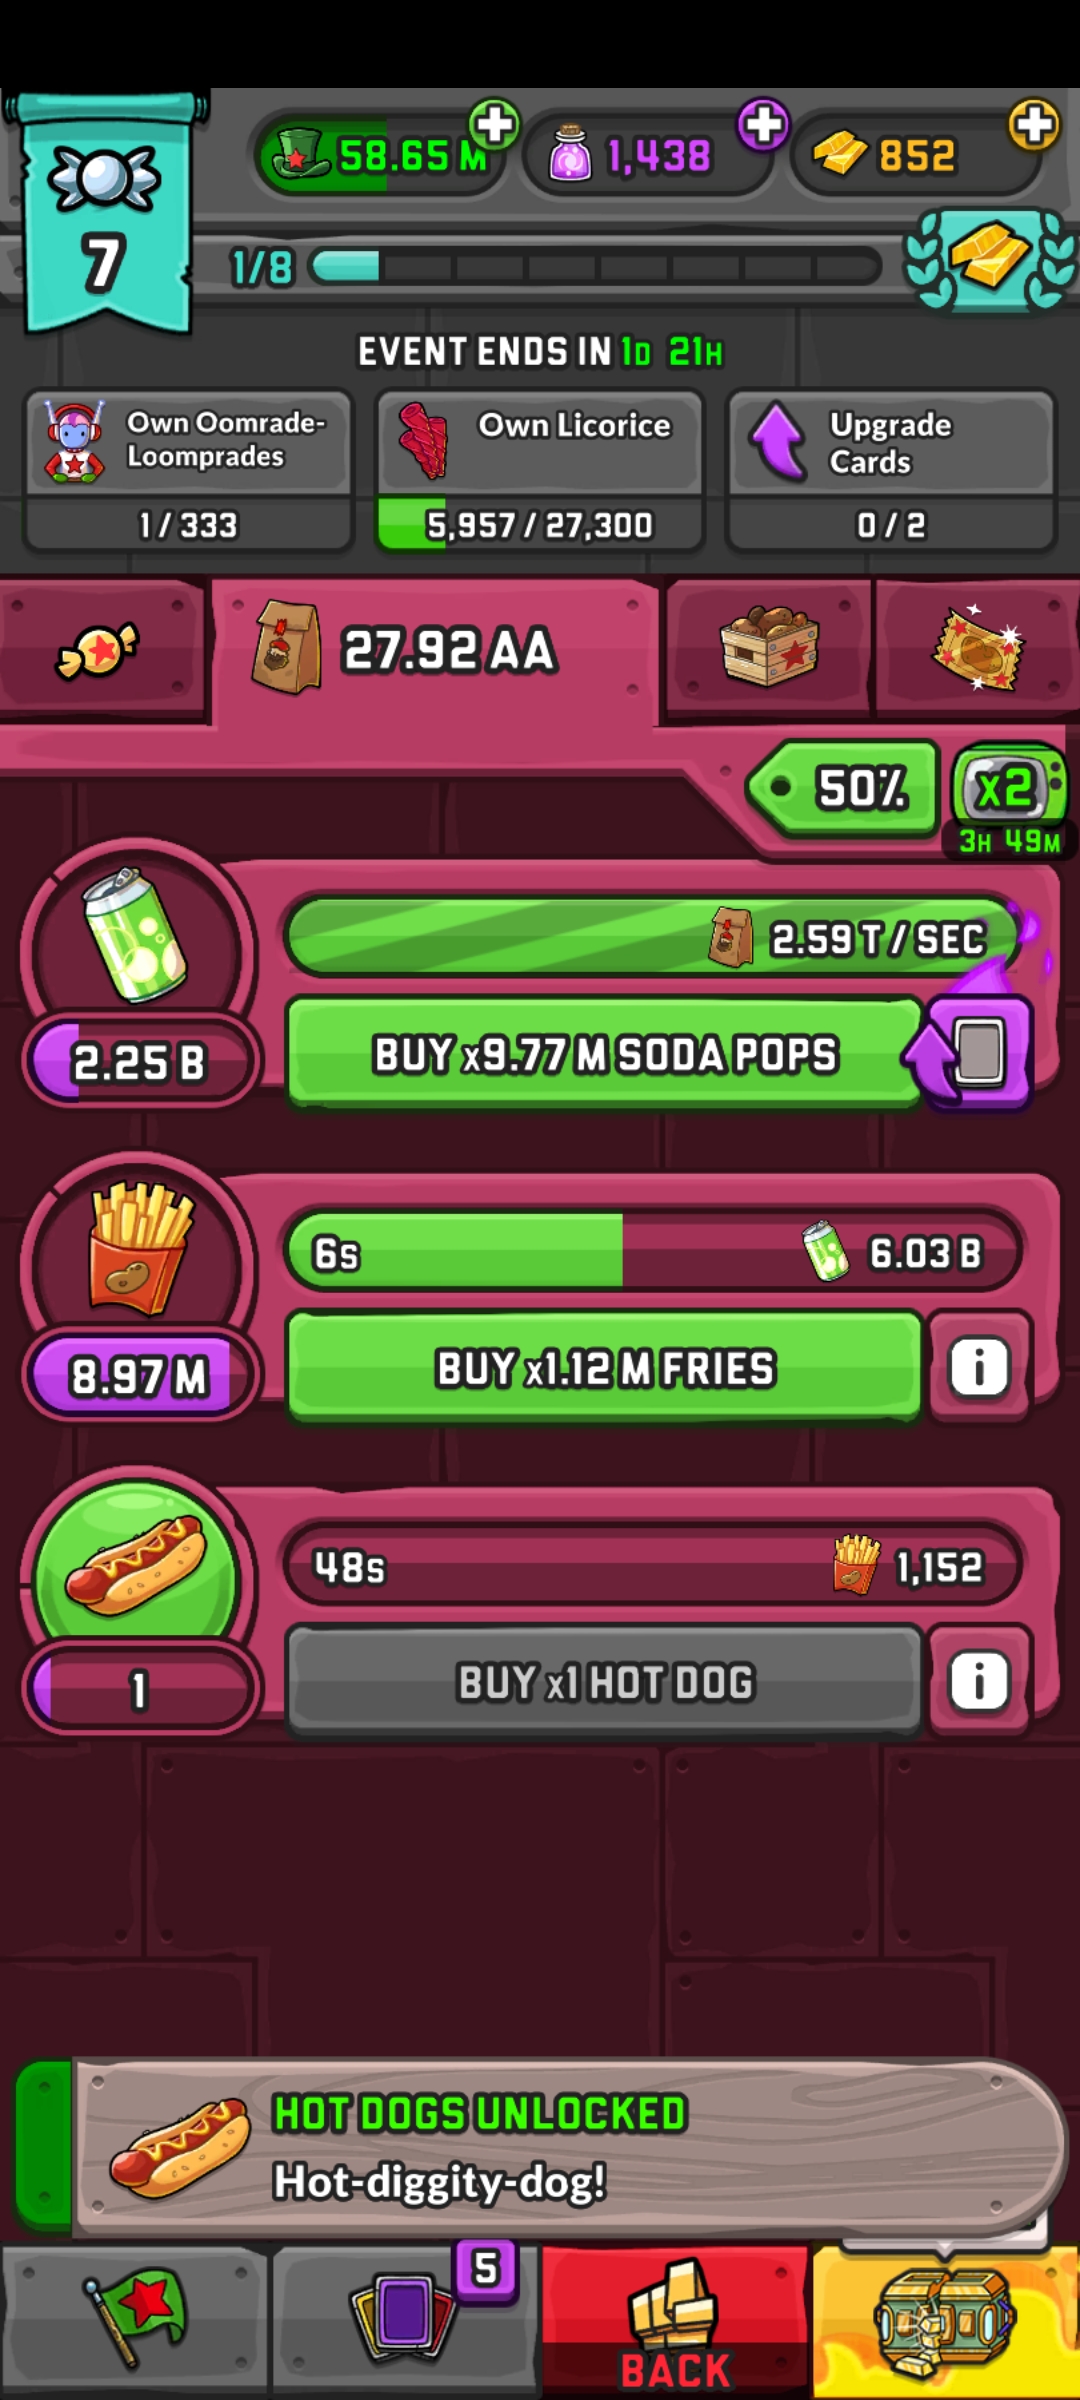 58.65 M
1,438
852
7
1/8
EVENT ENDS IN 1D 21H
Own Oomrade-
Loomprades
1 / 333
Own Licorice
5,957 / 27,300
Upgrade
Cards
0 / 2
27.92 AA
50%
x2
3H 49M
2.59 T / SEC
2.25 B
BUY x9.77 M SODA POPS
6s
6.03 B
8.97 M
BUY x1.12 M FRIES
i
48s
1,152
1
BUY x1 HOT DOG
i
HOT DOGS UNLOCKED
Hot-diggity-dog!
5
BACK